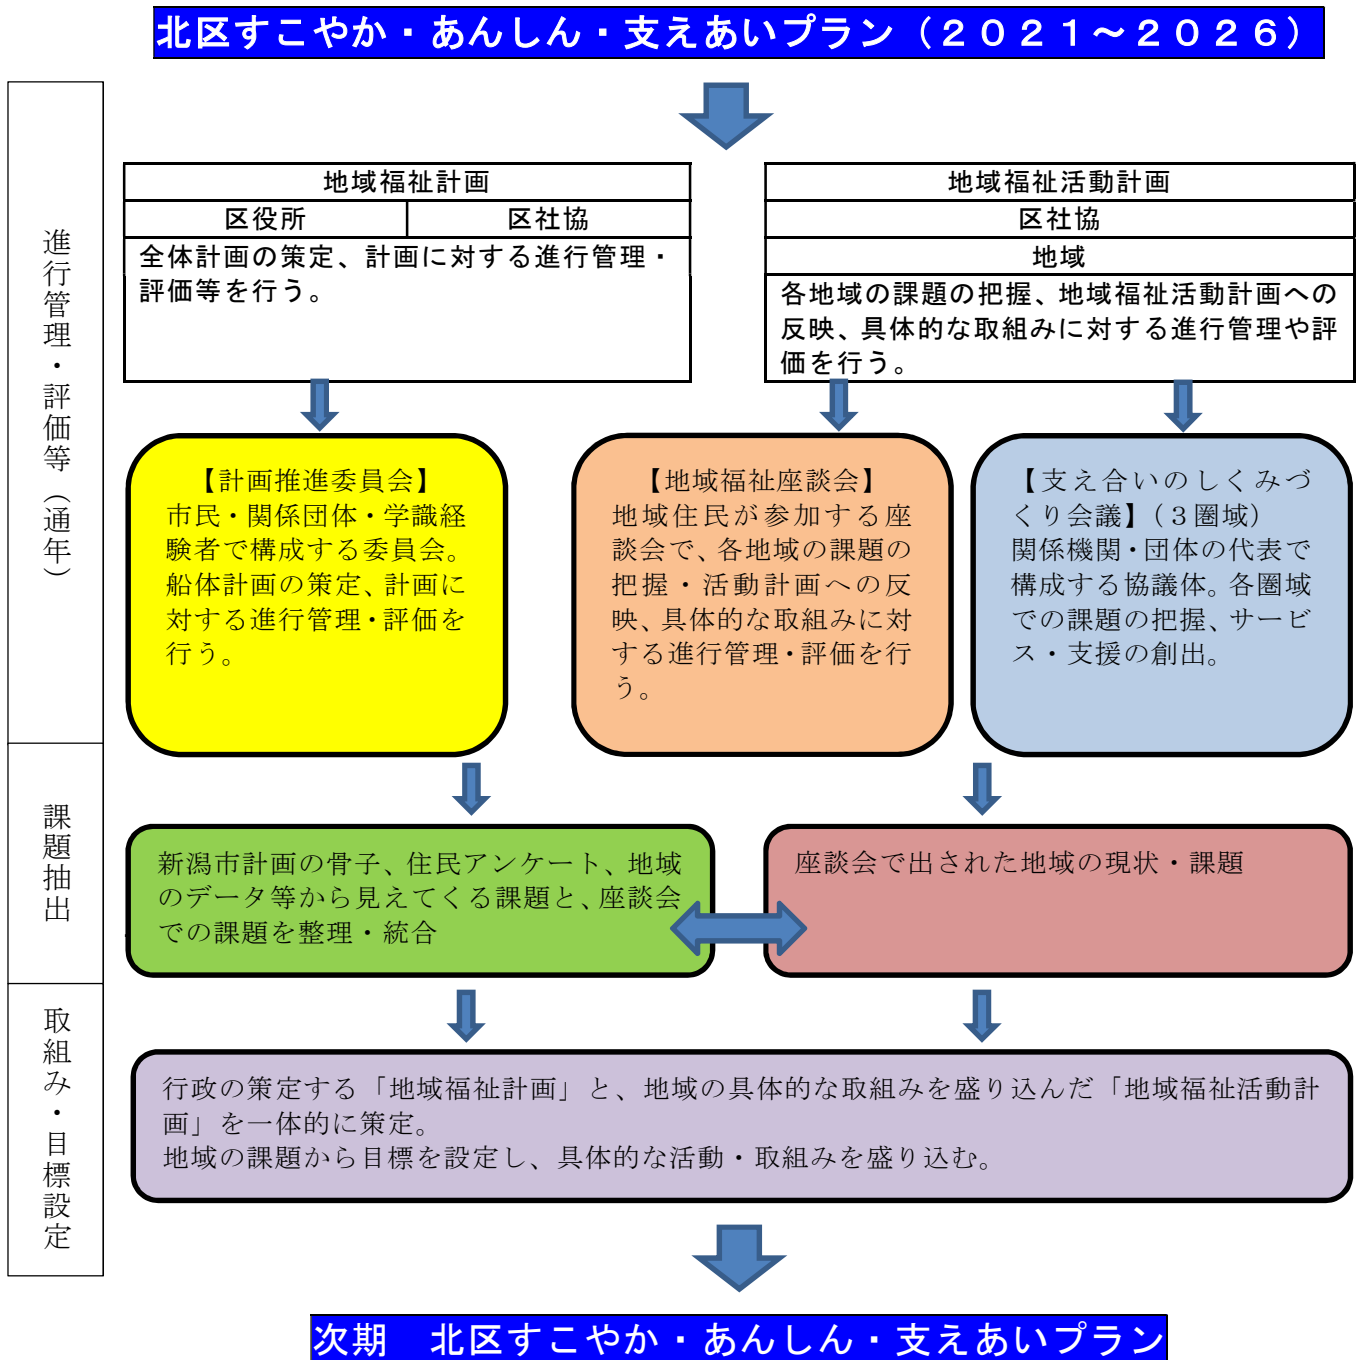 北区すこやか・あんしん・支えあいプラン（２０２１～２０２６）
進行管理・評価等（通年）
地域福祉計画
区役所
区社協
全体計画の策定、計画に対する進行管理・
評価等を行う。
地域福祉活動計画
区社協
地域
各地域の課題の把握、地域福祉活動計画への
反映、具体的な取組みに対する進行管理や評
価を行う。
【計画推進委員会】
市民・関係団体・学識経
験者で構成する委員会。
船体計画の策定、計画に
対する進行管理・評価を
行う。
【地域福祉座談会】
地域住民が参加する座
談会で、各地域の課題の
把握・活動計画への反
映、具体的な取組みに対
する進行管理・評価を行
う。
【支え合いのしくみづ
くり会議】（３圏域）
関係機関・団体の代表で
構成する協議体。各圏域
での課題の把握、サービ
ス・支援の創出。
課題抽出
新潟市計画の骨子、住民アンケート、地域
のデータ等から見えてくる課題と、座談会
での課題を整理・統合
座談会で出された地域の現状・課題
取組み・目標設定
行政の策定する「地域福祉計画」と、地域の具体的な取組みを盛り込んだ「地域福祉活動計
画」を一体的に策定。
地域の課題から目標を設定し、具体的な活動・取組みを盛り込む。
次期　北区すこやか・あんしん・支えあいプラン